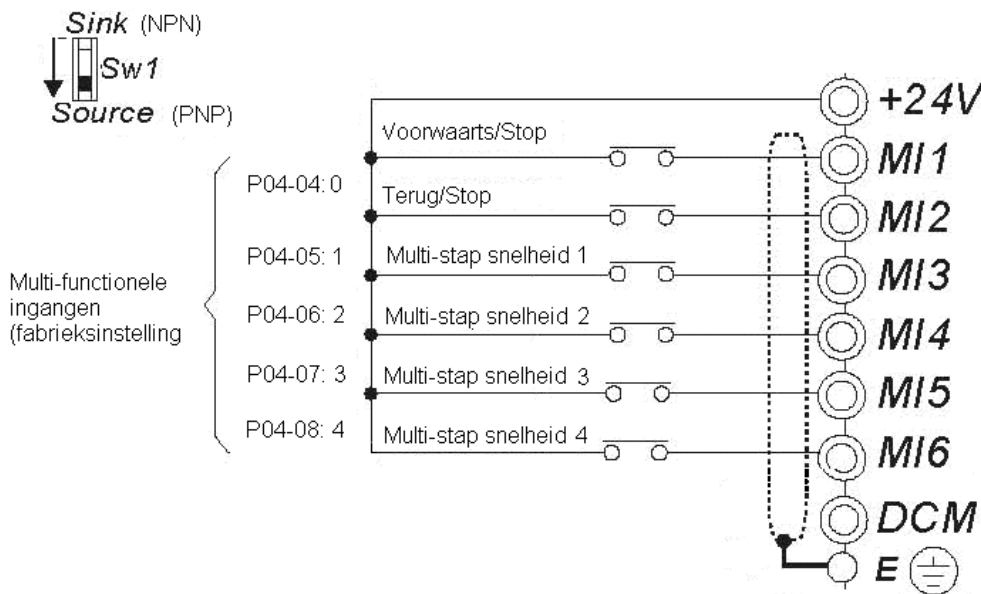 Sink (NPN)
Sw1
Source (PNP)
+24V
Voorwaarts/Stop
MI1
P04-04: 0
Terug/Stop
MI2
P04-05: 1
Multi-stap snelheid 1
MI3
Multi-functionele
ingangen
(fabrieksinstelling
P04-06: 2
Multi-stap snelheid 2
MI4
P04-07: 3
Multi-stap snelheid 3
MI5
P04-08: 4
Multi-stap snelheid 4
MI6
DCM
E